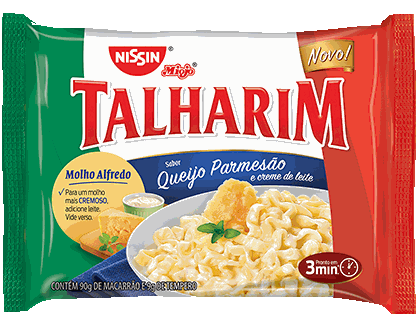 NISSIN®
Miojo®
Novo!
TALHARIM
Sabor
Queijo Parmesão
e creme de leite
Molho Alfredo
✓ Para um molho
mais CREMOSO,
adicione leite.
Vide verso.
Pronto em
3min.
CONTÉM 90g DE MACARRÃO E 9g DE TEMPERO